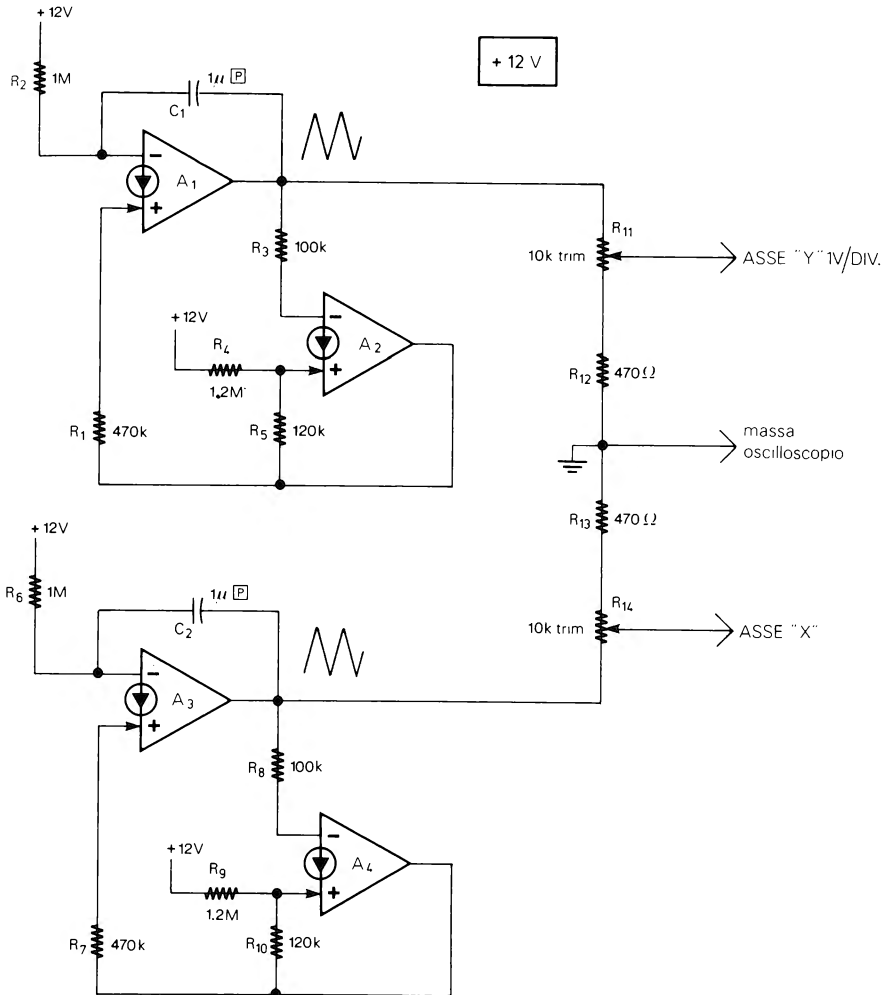 + 12V
R2 1M
1µ P
C1
+ 12 V
−
A1
+
R11
10k trim
ASSE "Y" 1V/DIV.
R3 100k
+ 12V
R4
1.2M
−
A2
+
R12 470Ω
R1 470k
R5 120k
massa
oscilloscopio
R13 470Ω
+ 12V
R6 1M
1µ P
C2
R14
10k trim
ASSE "X"
−
A3
+
R8 100k
+12V
R9
1.2M
−
A4
+
R7 470k
R10 120k